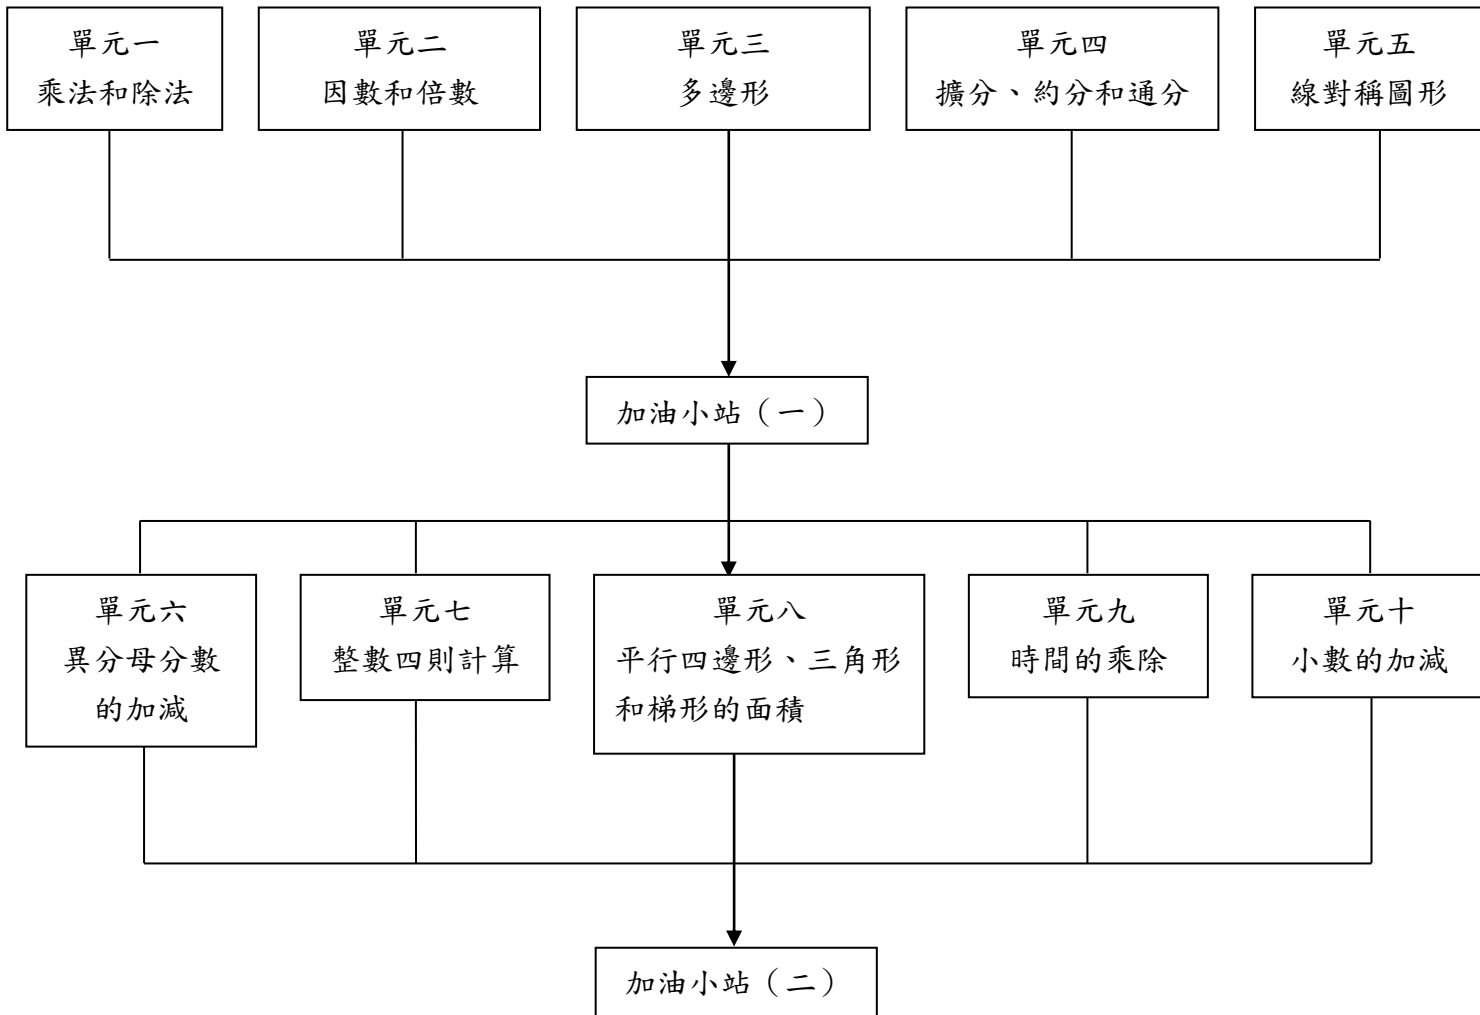 單元一
乘法和除法
單元二
因數和倍數
單元三
多邊形
單元四
擴分、約分和通分
單元五
線對稱圖形
加油小站（一）
單元六
異分母分數
的加減
單元七
整數四則計算
單元八
平行四邊形、三角形
和梯形的面積
單元九
時間的乘除
單元十
小數的加減
加油小站（二）